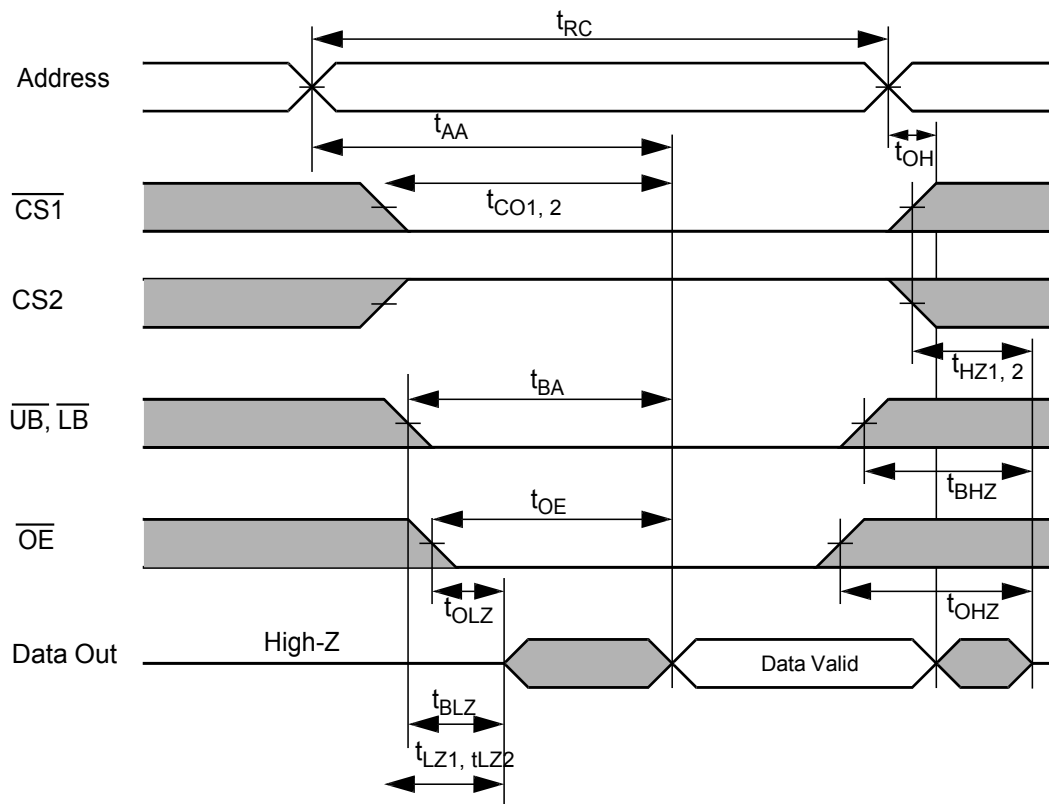 tRC
Address
tAA
tOH
CS1
tCO1, 2
CS2
tHZ1, 2
tBA
UB, LB
tBHZ
tOE
OE
tOLZ
tOHZ
High-Z
Data Out
Data Valid
tBLZ
tLZ1, tLZ2